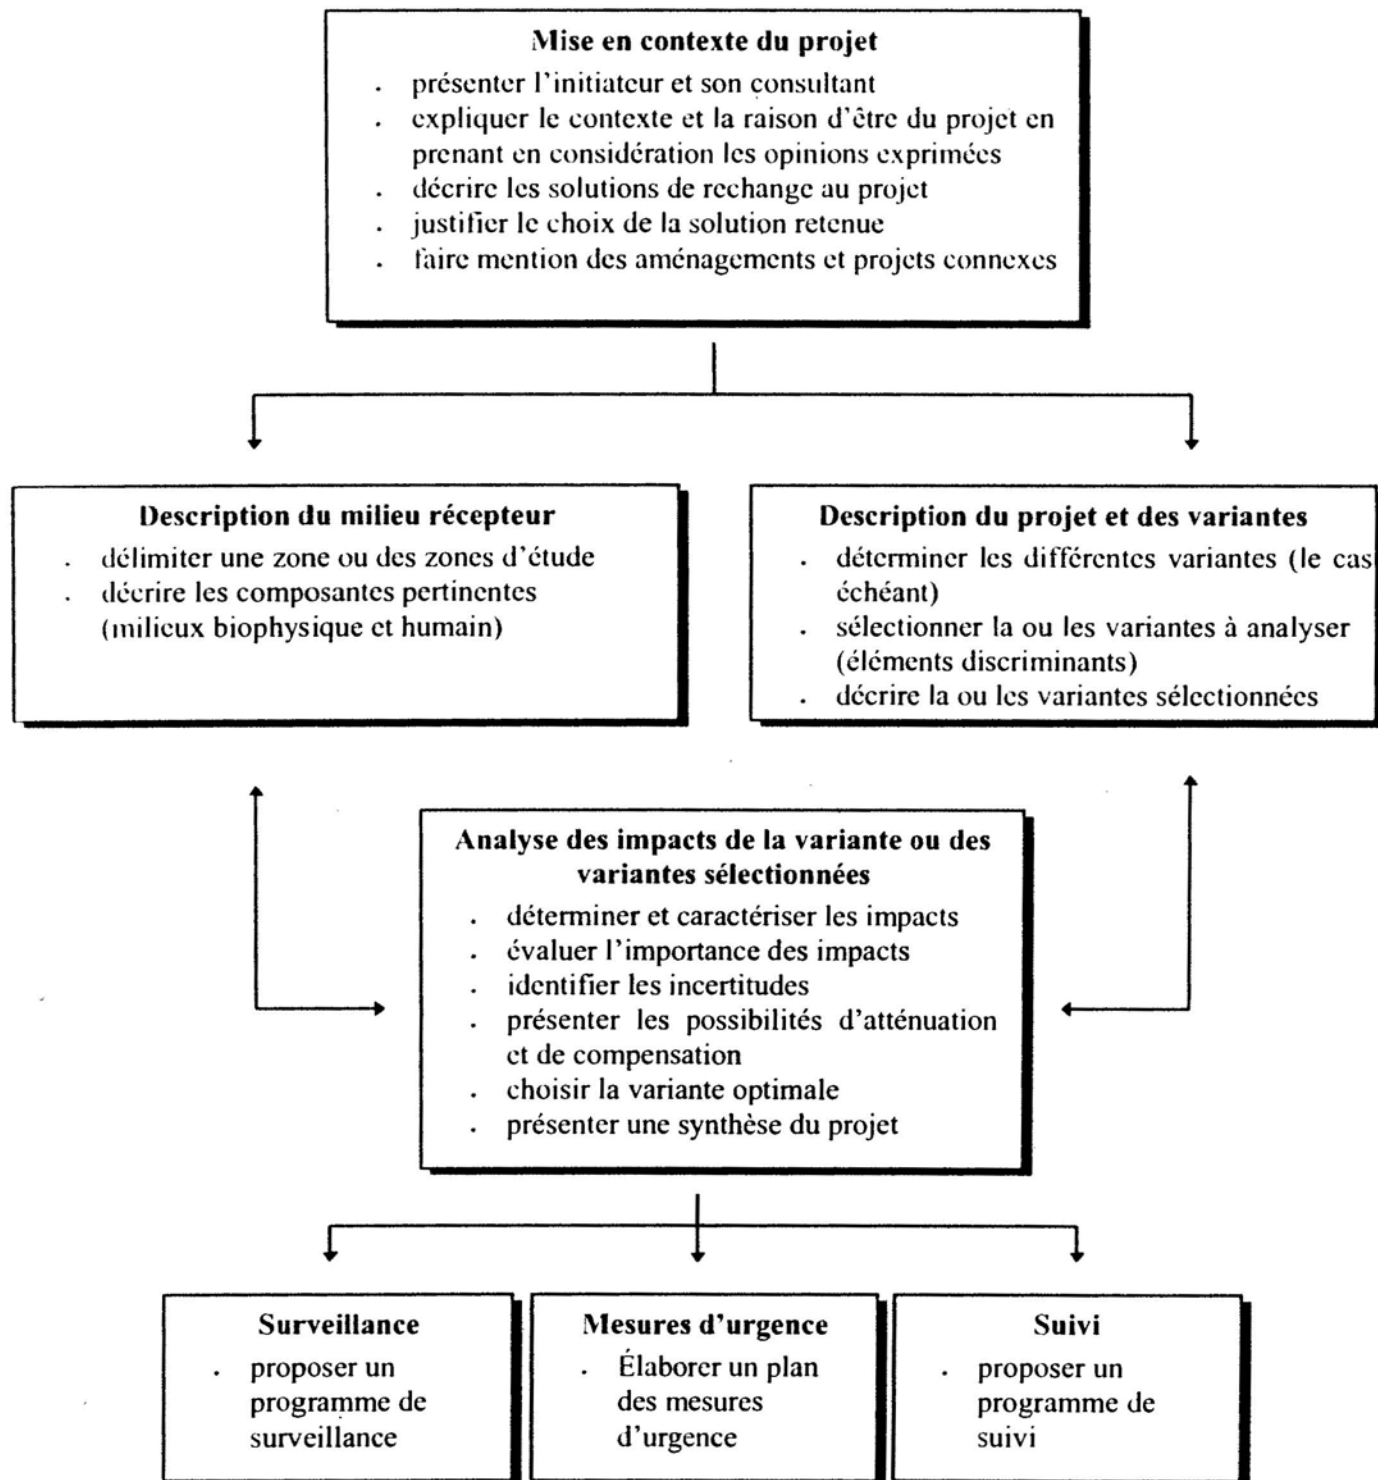 Mise en contexte du projet
. présenter l'initiateur et son consultant
. expliquer le contexte et la raison d'être du projet en
prenant en considération les opinions exprimées
. décrire les solutions de rechange au projet
. justifier le choix de la solution retenue
. faire mention des aménagements et projets connexes
Description du milieu récepteur
. délimiter une zone ou des zones d'étude
. décrire les composantes pertinentes
(milieux biophysique et humain)
Description du projet et des variantes
. déterminer les différentes variantes (le cas
échéant)
. sélectionner la ou les variantes à analyser
(éléments discriminants)
. décrire la ou les variantes sélectionnées
Analyse des impacts de la variante ou des
variantes sélectionnées
. déterminer et caractériser les impacts
. évaluer l'importance des impacts
. identifier les incertitudes
. présenter les possibilités d'atténuation
et de compensation
. choisir la variante optimale
. présenter une synthèse du projet
Surveillance
. proposer un
programme de
surveillance
Mesures d'urgence
. Élaborer un plan
des mesures
d'urgence
Suivi
. proposer un
programme de
suivi